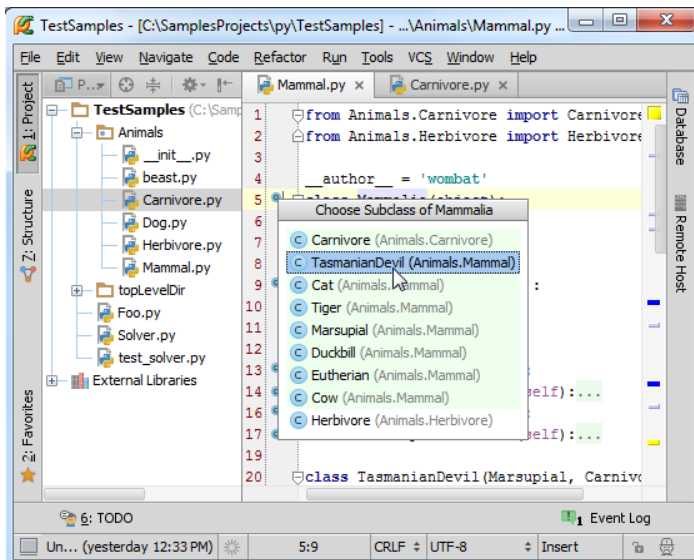 TestSamples - [C:\SamplesProjects\py\TestSamples] - ...\Animals\Mammal.py ...
File Edit View Navigate Code Refactor Run Tools VCS Window Help
1: Project
Z: Structure
2: Favorites
P...
TestSamples (C:\Samp
Animals
__init__.py
beast.py
Carnivore.py
Dog.py
Herbivore.py
Mammal.py
topLevelDir
Foo.py
Solver.py
test_solver.py
External Libraries
Mammal.py
Carnivore.py
1 from Animals.Carnivore import Carnivore
2 from Animals.Herbivore import Herbivore
3
4 __author__ = 'wombat'
5 class Mammalia(object):
6
7
8
9 :
10
11
12
13
14 self):...
16
17 self):...
19
20 class TasmanianDevil(Marsupial, Carnivo
Choose Subclass of Mammalia
Carnivore (Animals.Carnivore)
TasmanianDevil (Animals.Mammal)
Cat (Animals.Mammal)
Tiger (Animals.Mammal)
Marsupial (Animals.Mammal)
Duckbill (Animals.Mammal)
Eutherian (Animals.Mammal)
Cow (Animals.Mammal)
Herbivore (Animals.Herbivore)
Database
Remote Host
6: TODO
1 Event Log
Un... (yesterday 12:33 PM) 5:9 CRLF UTF-8 Insert